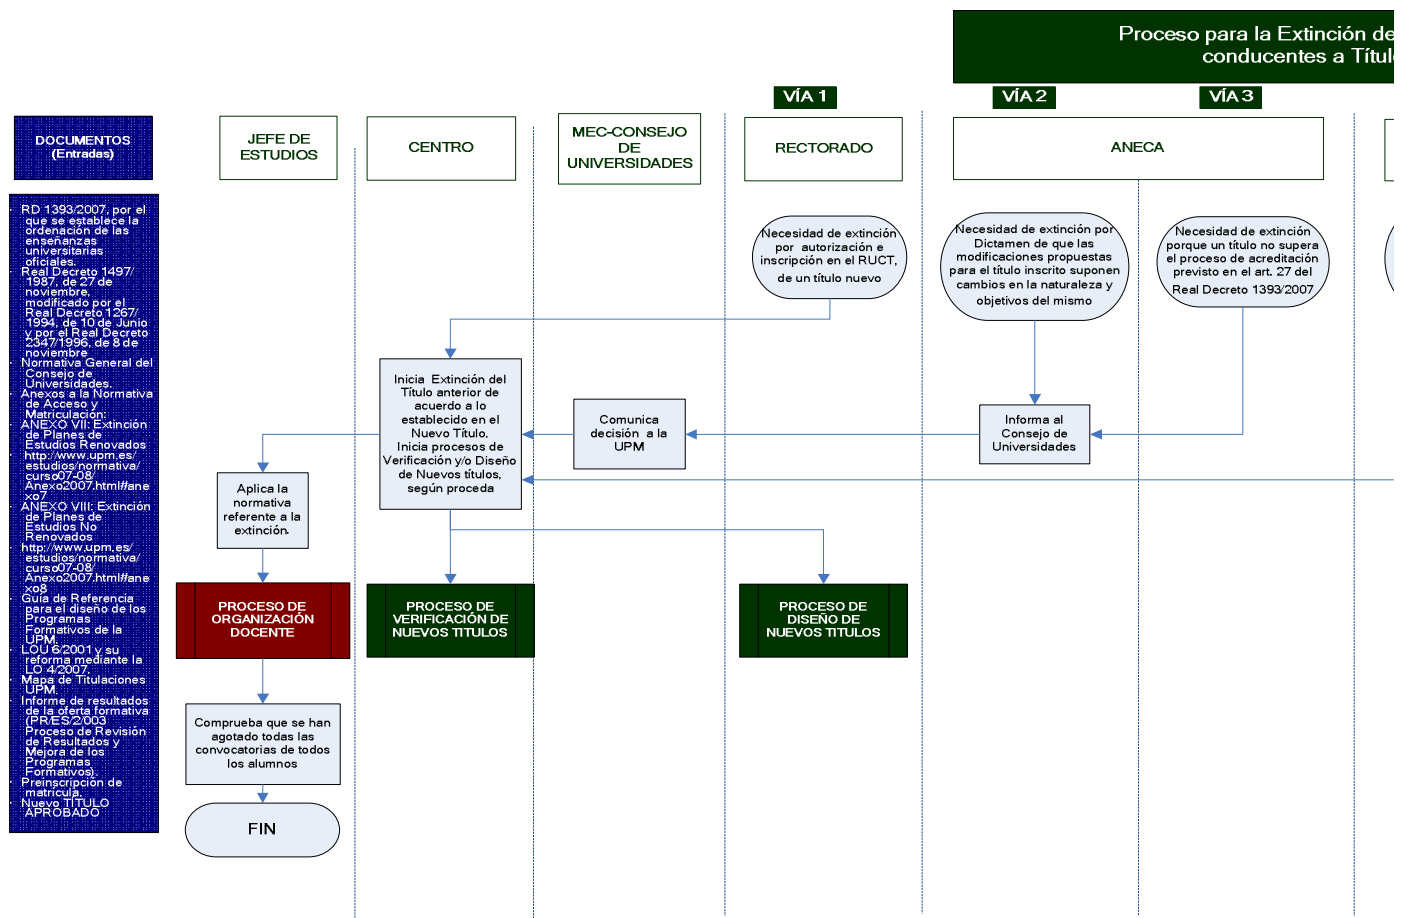 Proceso para la Extinción de
conducentes a Títul
VÍA 1
VÍA 2
VÍA 3
DOCUMENTOS
(Entradas)
JEFE DE
ESTUDIOS
CENTRO
MEC-CONSEJO
DE
UNIVERSIDADES
RECTORADO
ANECA
· RD 1393/2007, por el
que se establece la
ordenación de las
enseñanzas
universitarias
oficiales.
· Real Decreto 1497/
1987, de 27 de
noviembre,
modificado por el
Real Decreto 1267/
1994, de 10 de Junio
y por el Real Decreto
2347/1996, de 8 de
noviembre
· Normativa General del
Consejo de
Universidades.
· Anexos a la Normativa
de Acceso y
Matriculación:
· ANEXO VII: Extinción
de Planes de
Estudios Renovados
· http://www.upm.es/
estudios/normativa/
curso07-08/
Anexo2007.html#ane
xo7
· ANEXO VIII: Extinción
de Planes de
Estudios No
Renovados
· http://www.upm.es/
estudios/normativa/
curso07-08/
Anexo2007.html#ane
xo8
· Guía de Referencia
para el diseño de los
Programas
Formativos de la
UPM.
· LOU 6/2001 y su
reforma mediante la
LO 4/2007.
· Mapa de Titulaciones
UPM.
· Informe de resultados
de la oferta formativa
(PR/ES/2/003
Proceso de Revisión
de Resultados y
Mejora de los
Programas
Formativos).
· Preinscripción de
matrícula.
· Nuevo TÍTULO
APROBADO
Necesidad de extinción
por autorización e
inscripción en el RUCT,
de un título nuevo
Necesidad de extinción por
Dictamen de que las
modificaciones propuestas
para el título inscrito suponen
cambios en la naturaleza y
objetivos del mismo
Necesidad de extinción
porque un título no supera
el proceso de acreditación
previsto en el art. 27 del
Real Decreto 1393/2007
Inicia Extinción del
Título anterior de
acuerdo a lo
establecido en el
Nuevo Título.
Inicia procesos de
Verificación y/o Diseño
de Nuevos títulos,
según proceda
Comunica
decisión a la
UPM
Informa al
Consejo de
Universidades
Aplica la
normativa
referente a la
extinción.
PROCESO DE
ORGANIZACIÓN
DOCENTE
PROCESO DE
VERIFICACIÓN DE
NUEVOS TITULOS
PROCESO DE
DISEÑO DE
NUEVOS TITULOS
Comprueba que se han
agotado todas las
convocatorias de todos
los alumnos
FIN